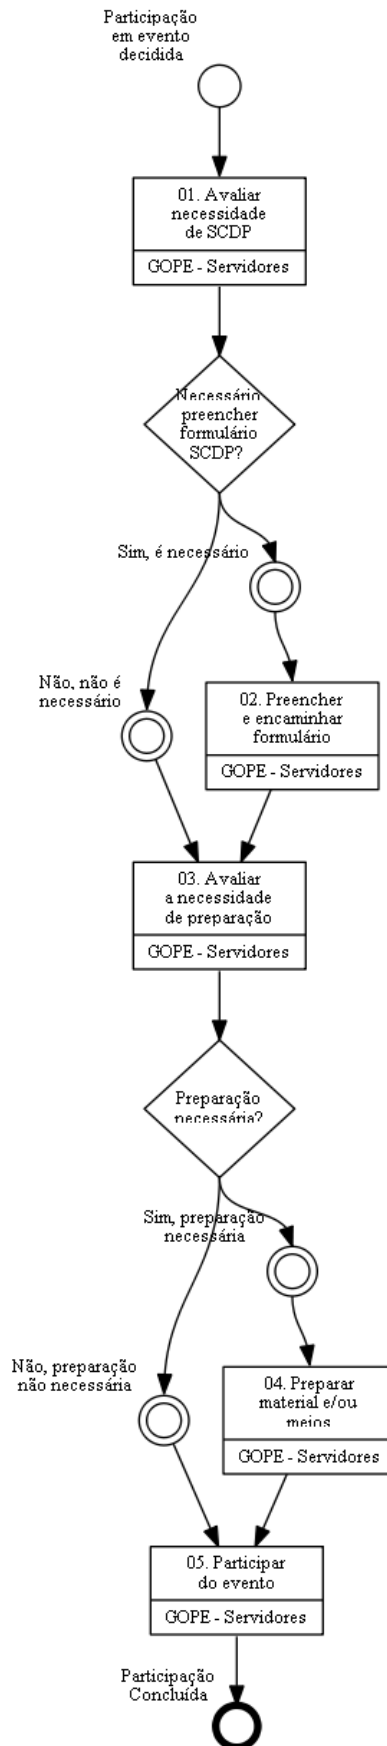 Participação
em evento
decidida
01. Avaliar
necessidade
de SCDP
GOPE - Servidores
Necessário
preencher
formulário
SCDP?
Sim, é necessário
Não, não é
necessário
02. Preencher
e encaminhar
formulário
GOPE - Servidores
03. Avaliar
a necessidade
de preparação
GOPE - Servidores
Preparação
necessária?
Sim, preparação
necessária
Não, preparação
não necessária
04. Preparar
material e/ou
meios
GOPE - Servidores
05. Participar
do evento
GOPE - Servidores
Participação
Concluída